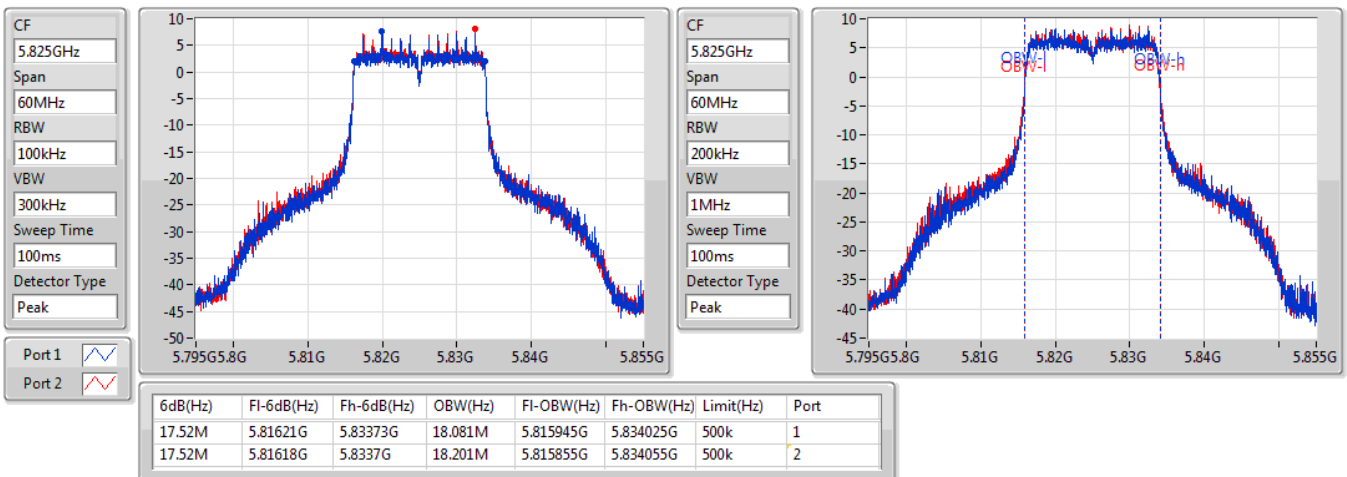 CF
5.825GHz
Span
60MHz
RBW
100kHz
VBW
300kHz
Sweep Time
100ms
Detector Type
Peak
Port 1
Port 2
10
5
0
-5
-10
-15
-20
-25
-30
-35
-40
-45
-50
5.795G 5.8G 5.81G 5.82G 5.83G 5.84G 5.855G
CF
5.825GHz
Span
60MHz
RBW
200kHz
VBW
1MHz
Sweep Time
100ms
Detector Type
Peak
10
5
0
-5
-10
-15
-20
-25
-30
-35
-40
-45
OBW-l OBW-h
OBW-l OBW-h
5.795G 5.8G 5.81G 5.82G 5.83G 5.84G 5.855G
6dB(Hz) Fl-6dB(Hz) Fh-6dB(Hz) OBW(Hz) Fl-OBW(Hz) Fh-OBW(Hz) Limit(Hz) Port
17.52M 5.81621G 5.83373G 18.081M 5.815945G 5.834025G 500k 1
17.52M 5.81618G 5.8337G 18.201M 5.815855G 5.834055G 500k 2